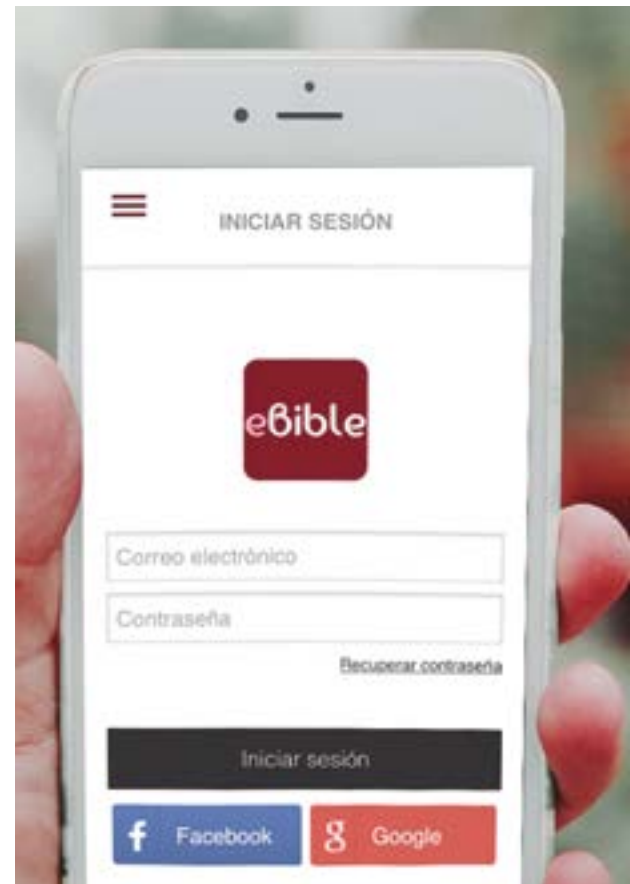 INICIAR SESIÓN
eBible
Correo electrónico
Contraseña
Recuperar contraseña
Iniciar sesión
f Facebook
g Google